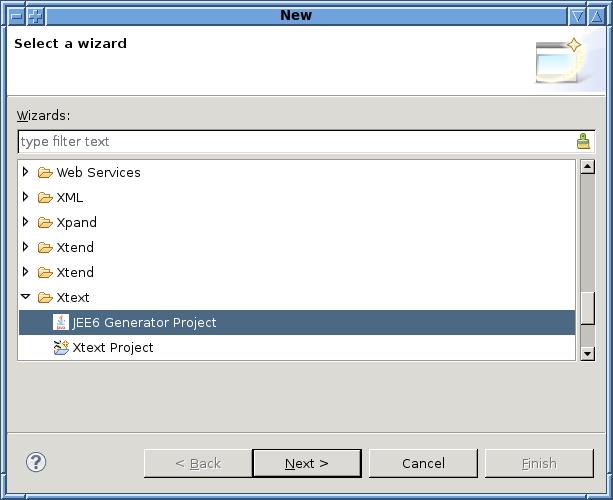 New
Select a wizard
Wizards:
type filter text
Web Services
XML
Xpand
Xtend
Xtend
Xtext
JEE6 Generator Project
Xtext Project
? < Back Next > Cancel Finish